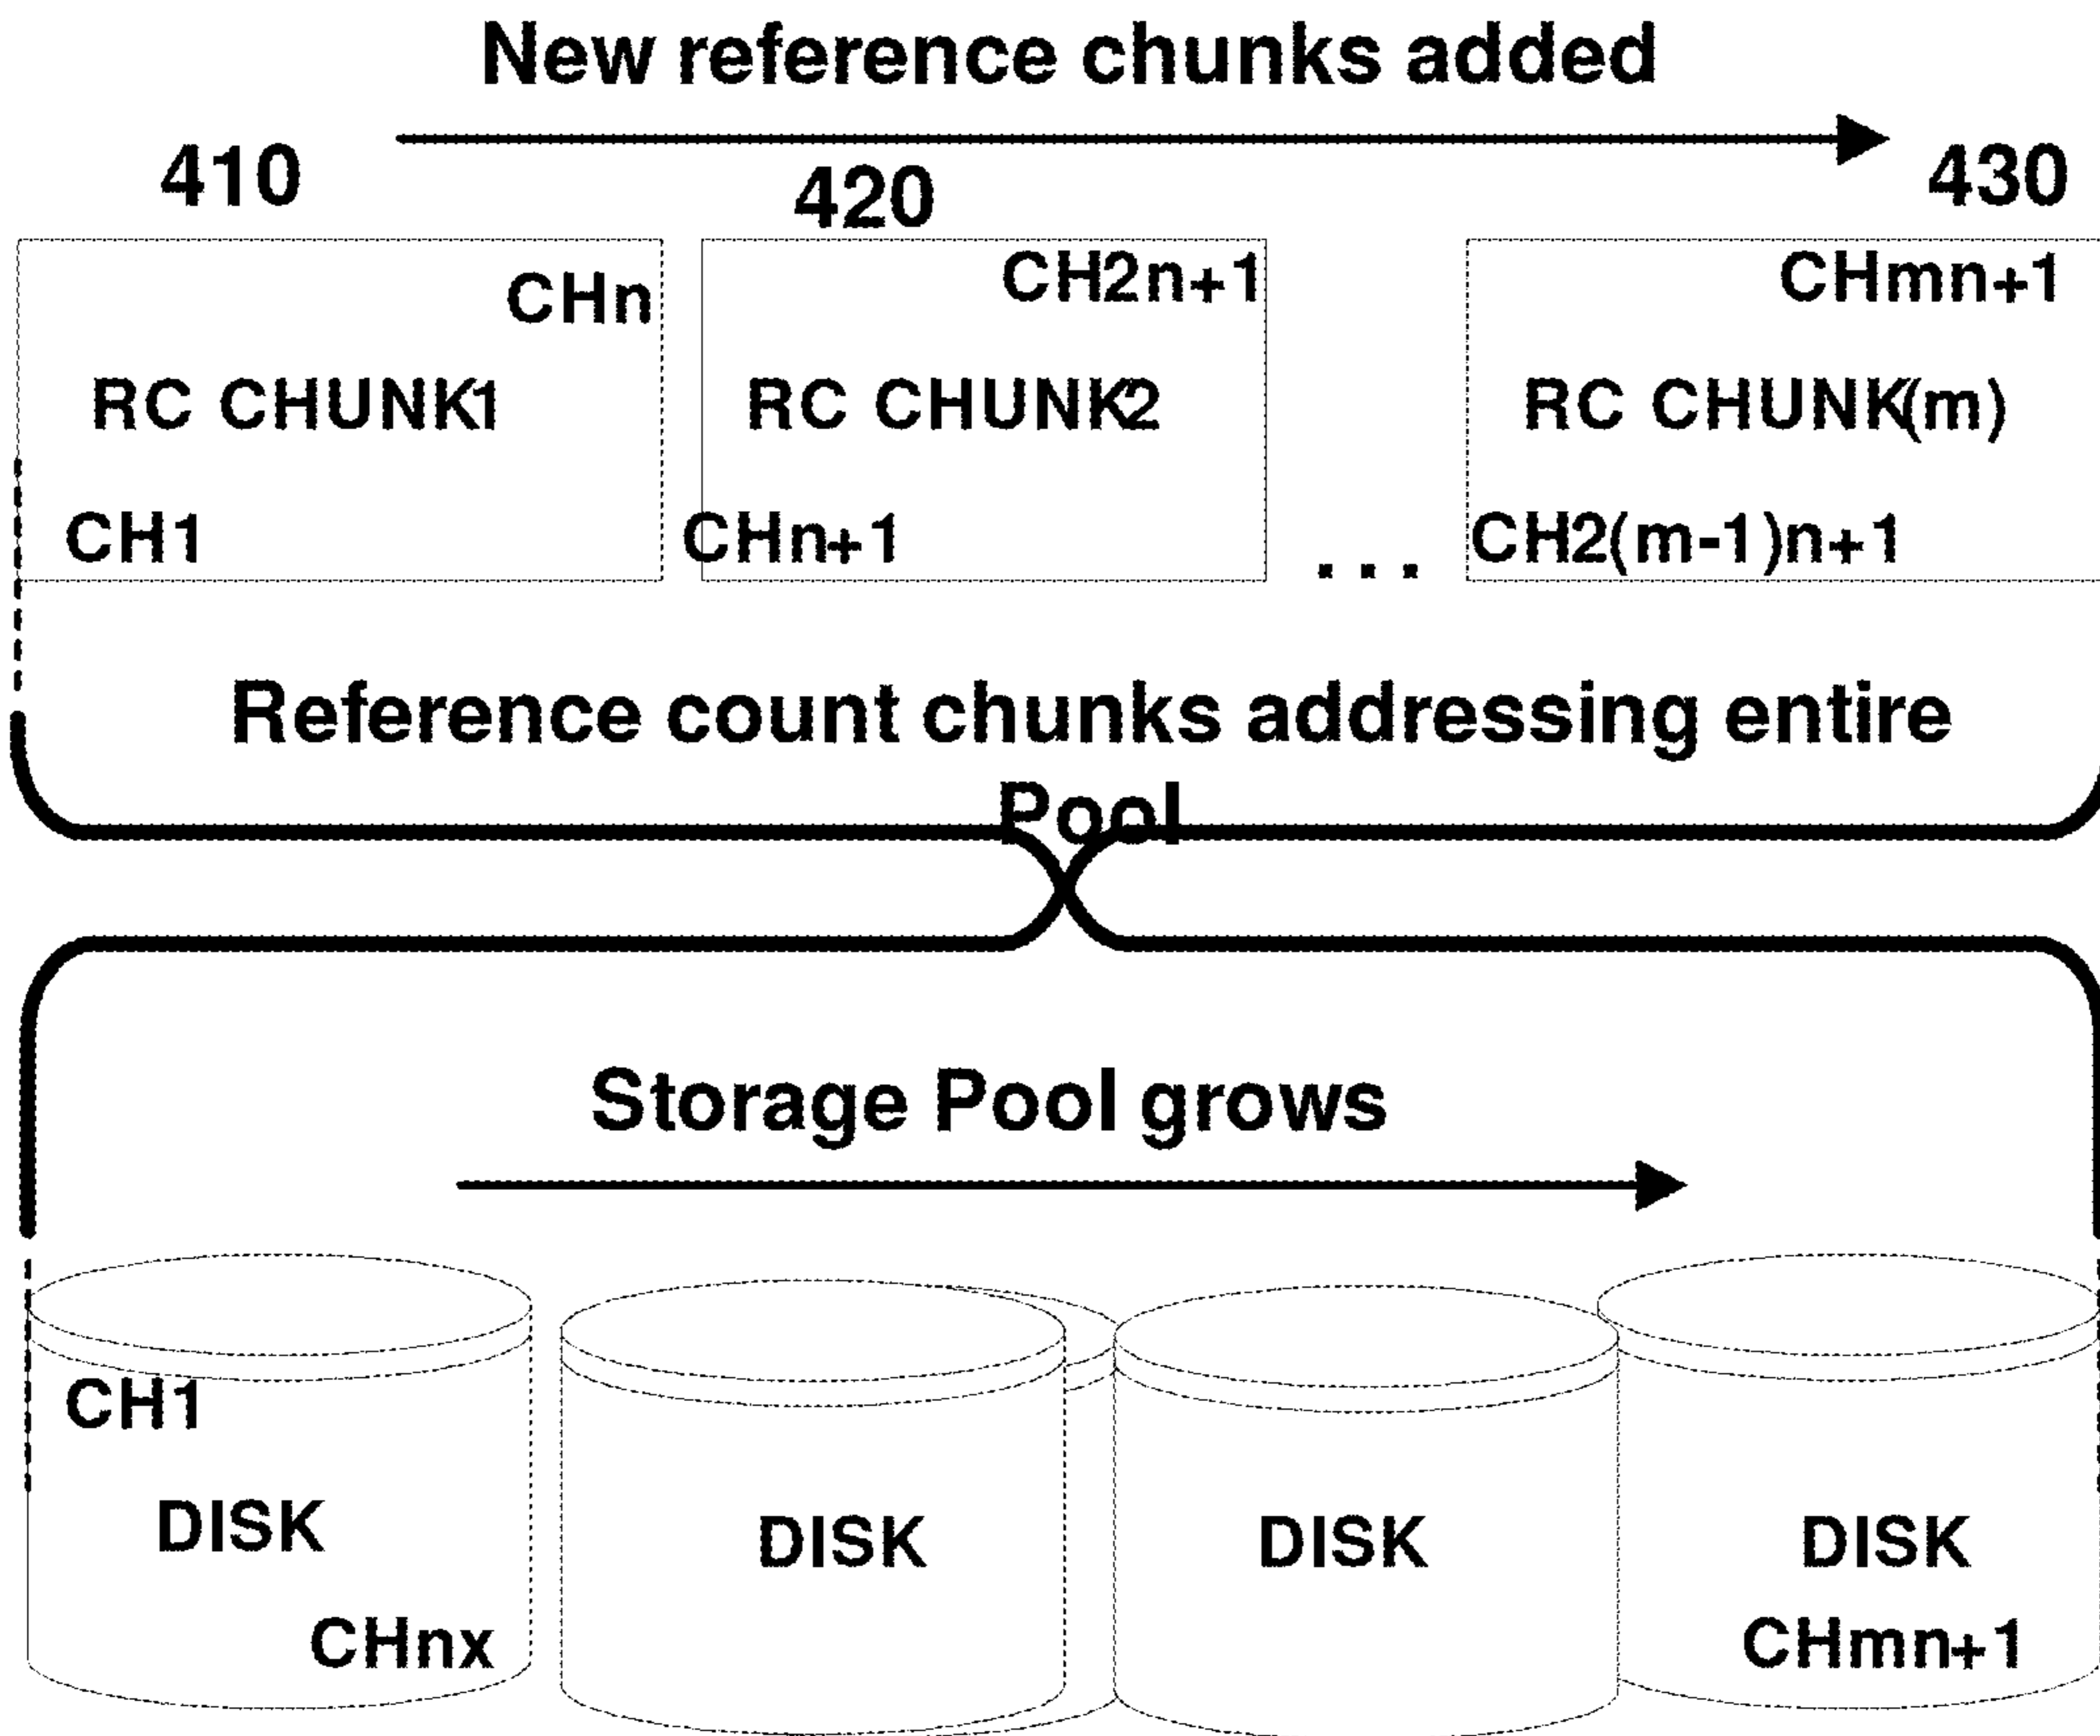 New reference chunks added
410
420
430
CHn
CH2n+1
CHmn+1
RC CHUNK1
RC CHUNK2
RC CHUNK(m)
CH1
CHn+1
...
CH2(m-1)n+1
Reference count chunks addressing entire
Pool
Storage Pool grows
CH1
DISK
DISK
DISK
DISK
CHnx
CHmn+1